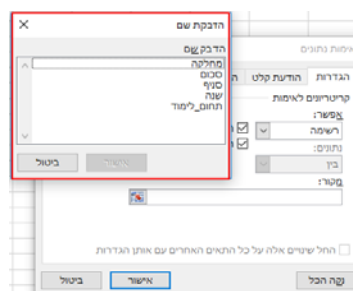 הדבקת שם
הדבק שם
מחלקה
סכום
סניף
שנה
תחום_לימוד
אישור
ביטול
אימות נתונים
הגדרות
הודעת קלט
קריטריונים לאימות
אפשר:
רשימה
נתונים:
בין
מקור:
החל שינויים אלה על כל התאים האחרים עם אותן הגדרות
נקה הכל
אישור
ביטול